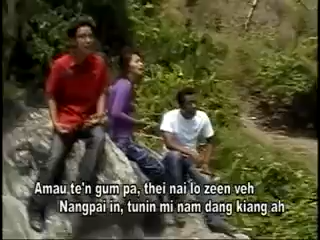 Amau te'n gum pa, thei nai lo zeen veh
Nangpai in, tunin mi nam dang kiang ah